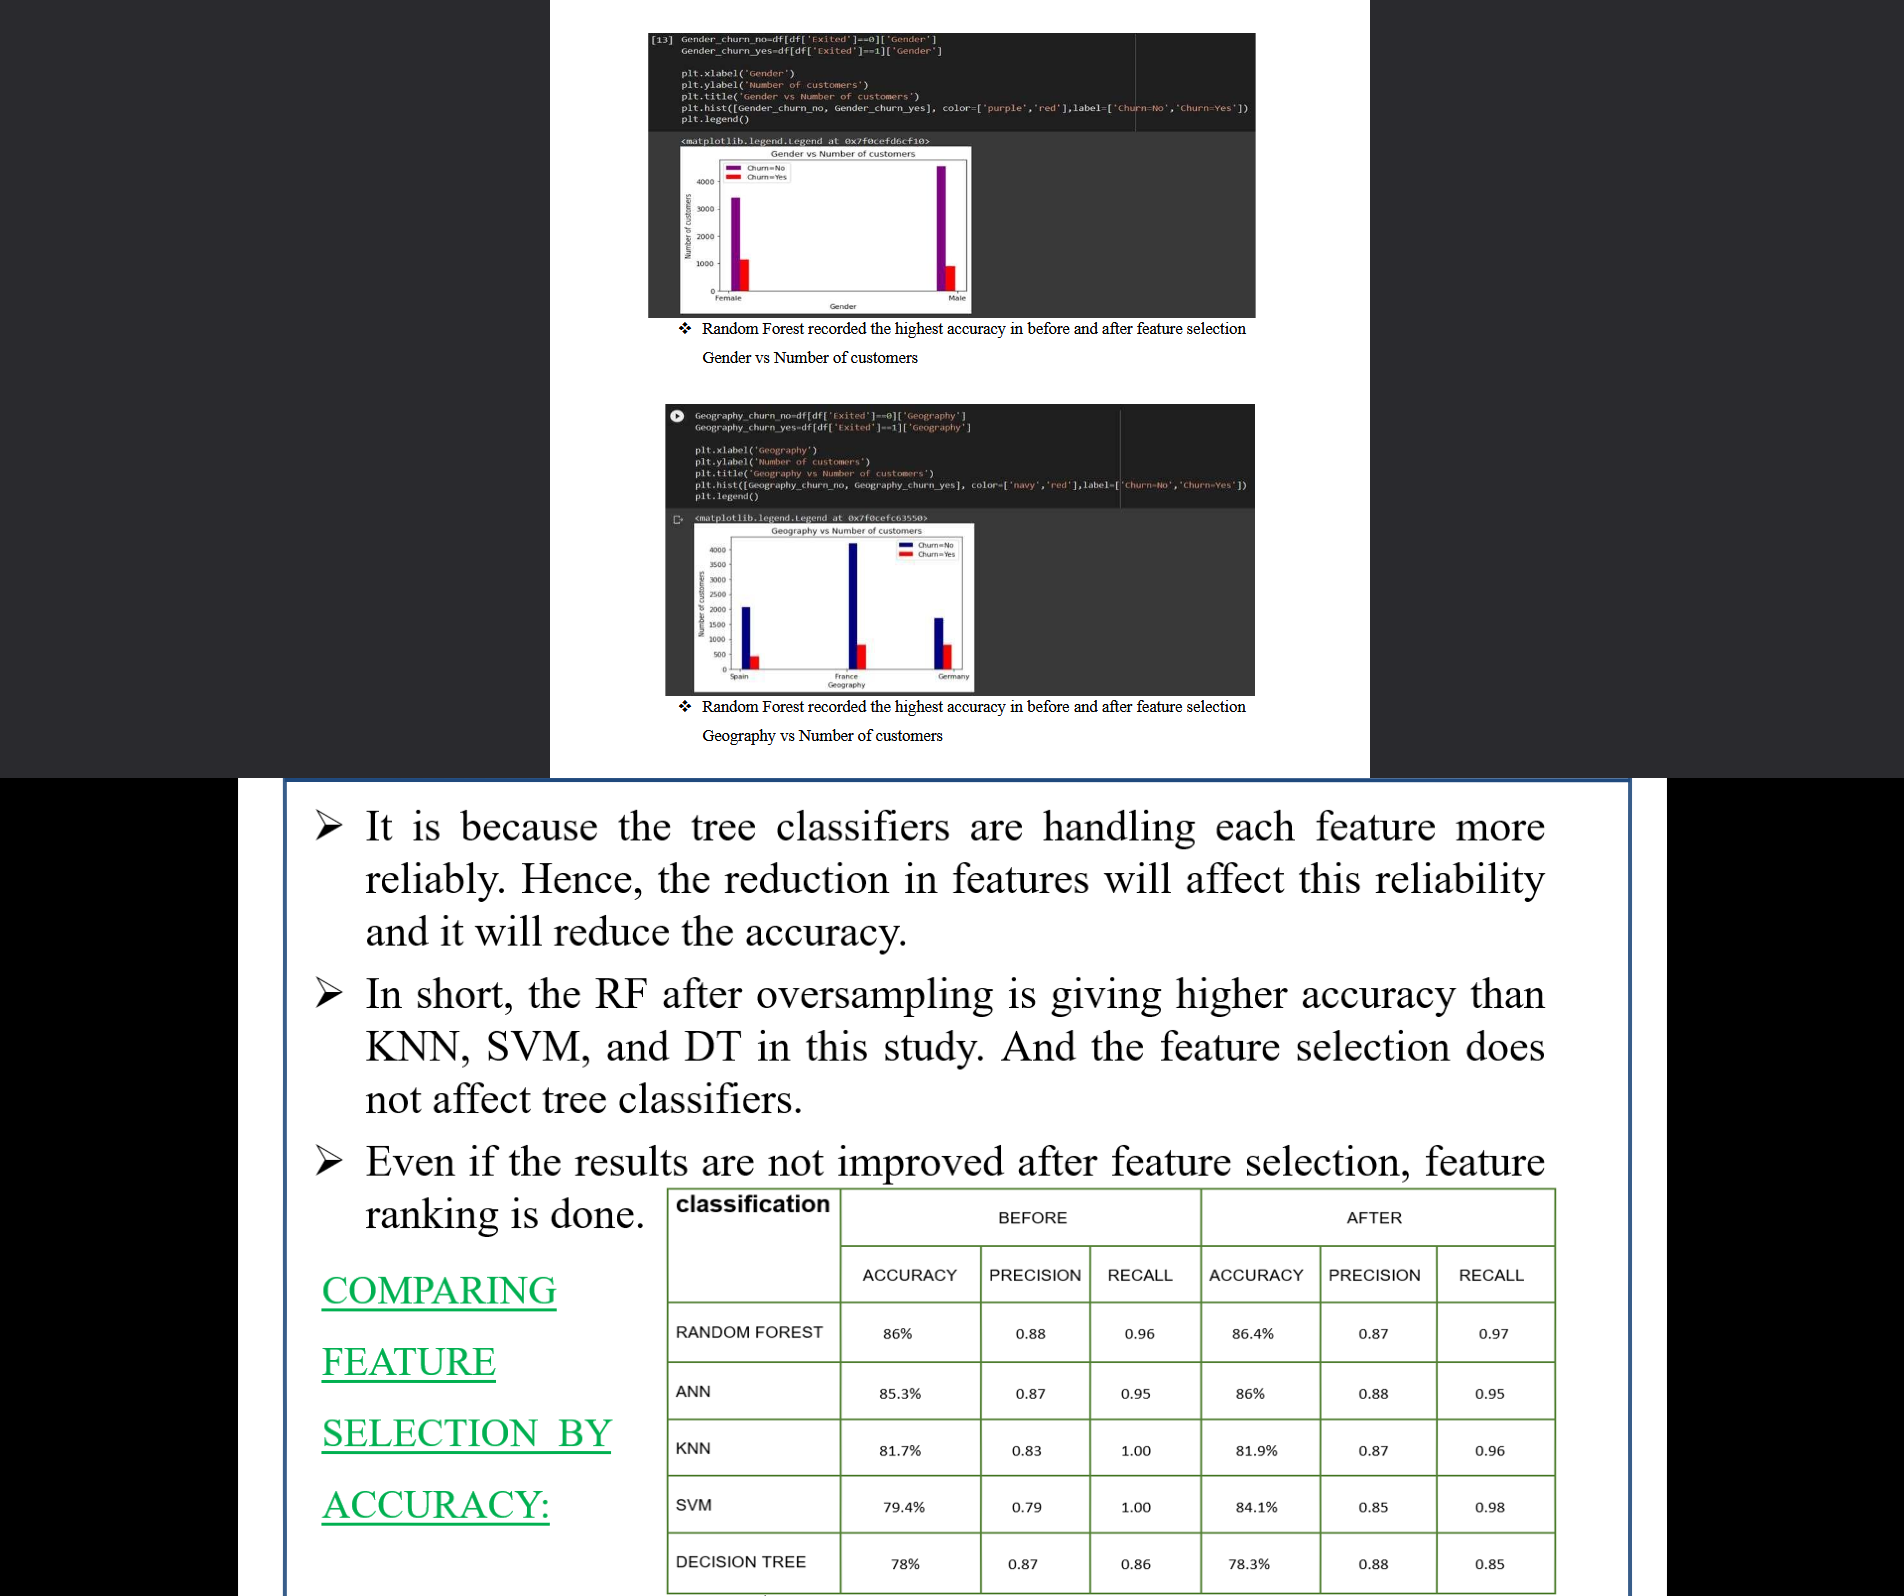 [13] Gender_churn_no=df[df['Exited']==0]['Gender']
Gender_churn_yes=df[df['Exited']==1]['Gender']
plt.xlabel('Gender')
plt.ylabel('Number of customers')
plt.title('Gender vs Number of customers')
plt.hist([Gender_churn_no, Gender_churn_yes], color=['purple','red'],label=['Churn=No','Churn=Yes'])
plt.legend()
<matplotlib.legend.Legend at 0x7f0cefd6cf10>
Gender vs Number of customers
Churn=No
Churn=Yes
4000
3000
2000
1000
0
Number of customers
Female Male
Gender
❖ Random Forest recorded the highest accuracy in before and after feature selection
Gender vs Number of customers
Geography_churn_no=df[df['Exited']==0]['Geography']
Geography_churn_yes=df[df['Exited']==1]['Geography']
plt.xlabel('Geography')
plt.ylabel('Number of customers')
plt.title('Geography vs Number of customers')
plt.hist([Geography_churn_no, Geography_churn_yes], color=['navy','red'],label=['Churn=No','Churn=Yes'])
plt.legend()
<matplotlib.legend.Legend at 0x7f0cefc63550>
Geography vs Number of customers
Churn=No
Churn=Yes
4000
3500
3000
2500
2000
1500
1000
500
0
Number of customers
Spain France Germany
Geography
❖ Random Forest recorded the highest accuracy in before and after feature selection
Geography vs Number of customers
➢ It is because the tree classifiers are handling each feature more
reliably. Hence, the reduction in features will affect this reliability
and it will reduce the accuracy.
➢ In short, the RF after oversampling is giving higher accuracy than
KNN, SVM, and DT in this study. And the feature selection does
not affect tree classifiers.
➢ Even if the results are not improved after feature selection, feature
ranking is done.
COMPARING
FEATURE
SELECTION BY
ACCURACY:
classification BEFORE AFTER
ACCURACY PRECISION RECALL ACCURACY PRECISION RECALL
RANDOM FOREST 86% 0.88 0.96 86.4% 0.87 0.97
ANN 85.3% 0.87 0.95 86% 0.88 0.95
KNN 81.7% 0.83 1.00 81.9% 0.87 0.96
SVM 79.4% 0.79 1.00 84.1% 0.85 0.98
DECISION TREE 78% 0.87 0.86 78.3% 0.88 0.85